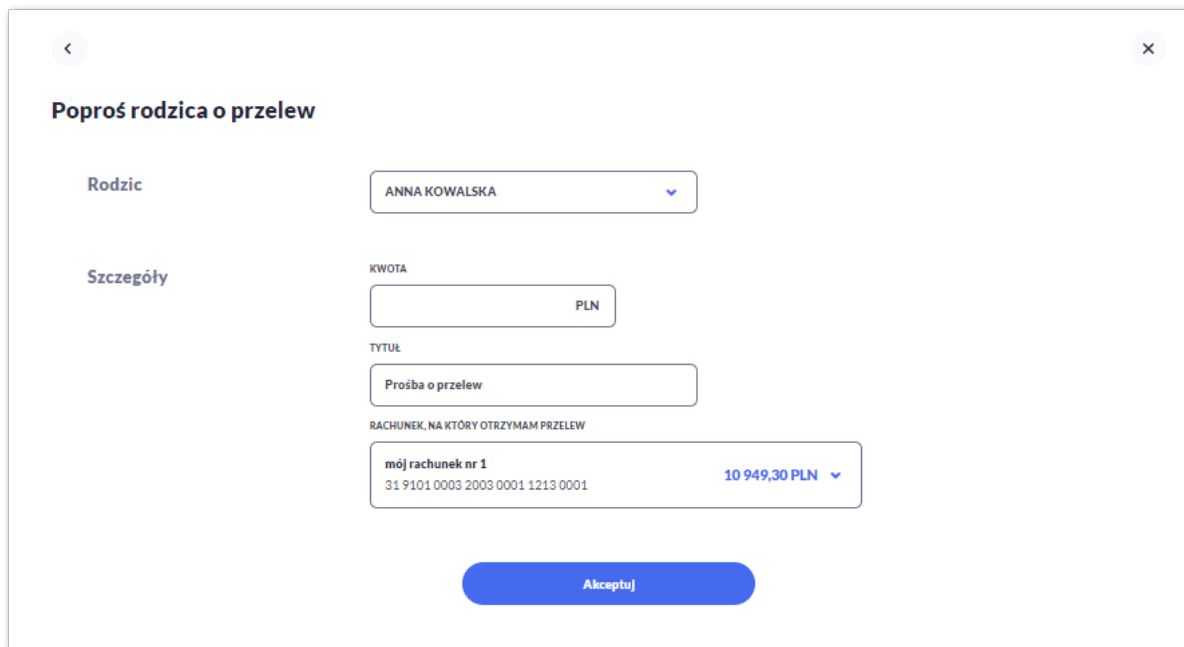 Poproś rodzica o przelew
Rodzic
ANNA KOWALSKA
Szczegóły
KWOTA
PLN
TYTUŁ
Prośba o przelew
RACHUNEK, NA KTÓRY OTRZYMAM PRZELEW
mój rachunek nr 1
10 949,30 PLN
31 9101 0003 2003 0001 1213 0001
Akceptuj